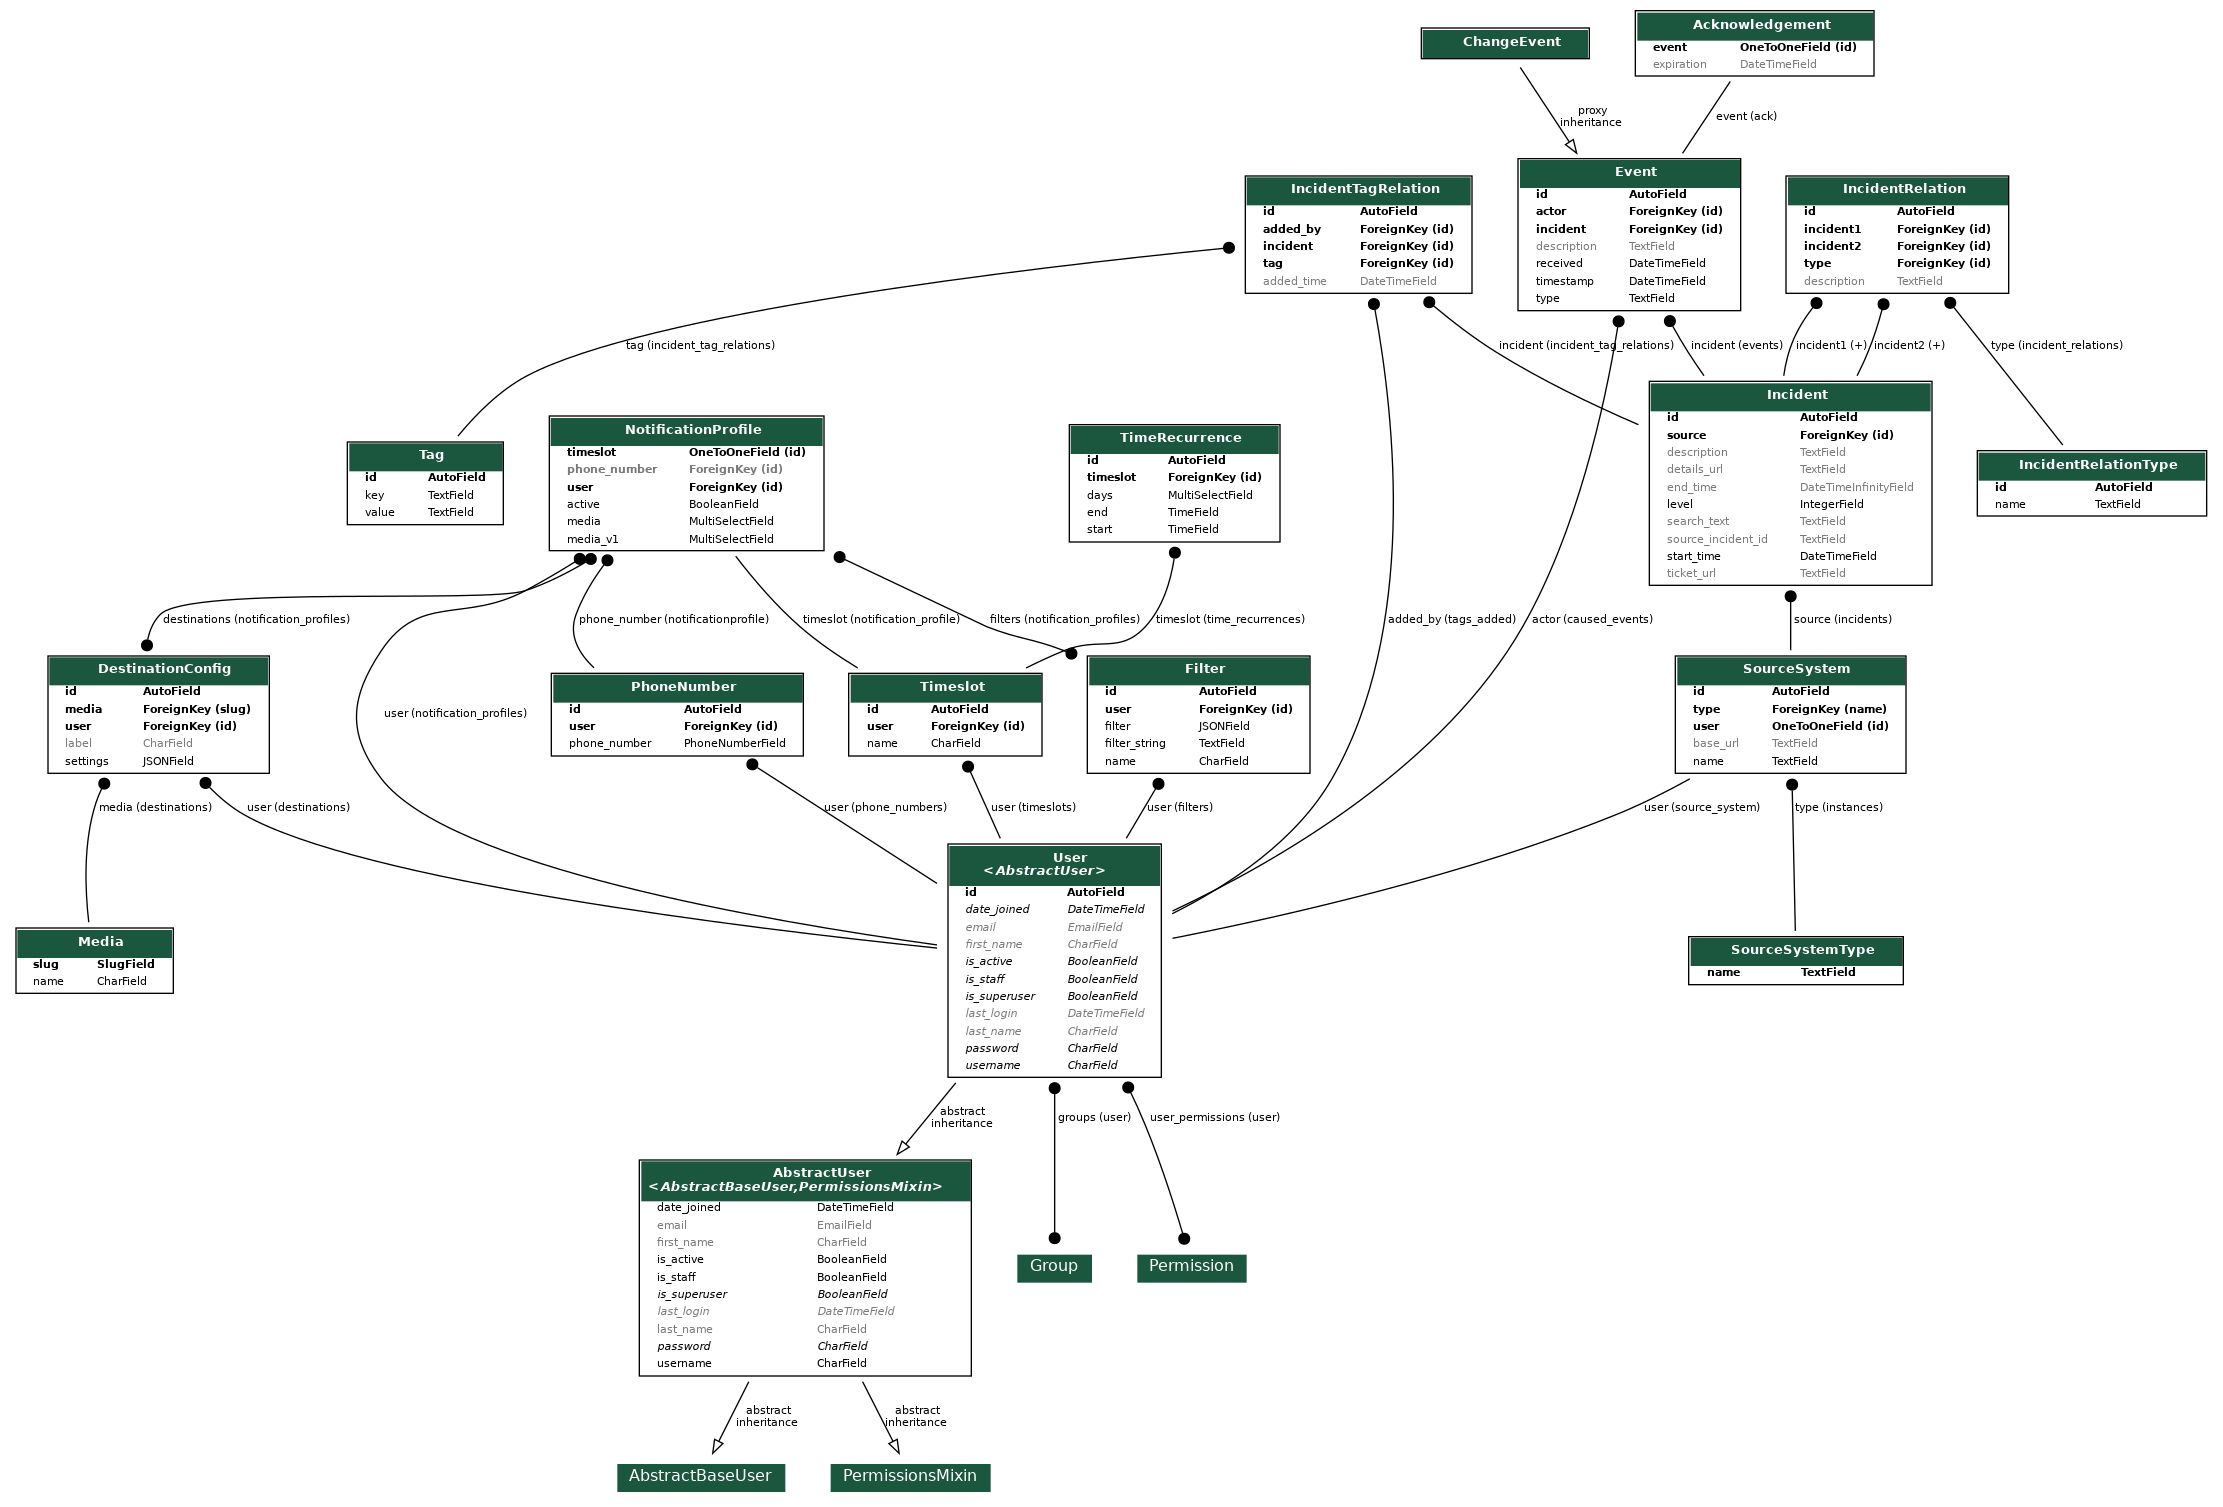 ChangeEvent
Acknowledgement
event OneToOneField (id)
expiration DateTimeField
proxy
inheritance
event (ack)
IncidentTagRelation
id AutoField
added_by ForeignKey (id)
incident ForeignKey (id)
tag ForeignKey (id)
added_time DateTimeField
Event
id AutoField
actor ForeignKey (id)
incident ForeignKey (id)
description TextField
received DateTimeField
timestamp DateTimeField
type TextField
IncidentRelation
id AutoField
incident1 ForeignKey (id)
incident2 ForeignKey (id)
type ForeignKey (id)
description TextField
tag (incident_tag_relations)
incident (incident_tag_relations)
incident (events)
incident1 (+)
incident2 (+)
type (incident_relations)
Tag
id AutoField
key TextField
value TextField
NotificationProfile
timeslot OneToOneField (id)
phone_number ForeignKey (id)
user ForeignKey (id)
active BooleanField
media MultiSelectField
media_v1 MultiSelectField
TimeRecurrence
id AutoField
timeslot ForeignKey (id)
days MultiSelectField
end TimeField
start TimeField
Incident
id AutoField
source ForeignKey (id)
description TextField
details_url TextField
end_time DateTimeInfinityField
level IntegerField
search_text TextField
source_incident_id TextField
start_time DateTimeField
ticket_url TextField
IncidentRelationType
id AutoField
name TextField
destinations (notification_profiles)
phone_number (notificationprofile)
timeslot (notification_profile)
filters (notification_profiles)
timeslot (time_recurrences)
added_by (tags_added)
actor (caused_events)
source (incidents)
DestinationConfig
id AutoField
media ForeignKey (slug)
user ForeignKey (id)
label CharField
settings JSONField
user (notification_profiles)
PhoneNumber
id AutoField
user ForeignKey (id)
phone_number PhoneNumberField
Timeslot
id AutoField
user ForeignKey (id)
name CharField
Filter
id AutoField
user ForeignKey (id)
filter JSONField
filter_string TextField
name CharField
SourceSystem
id AutoField
type ForeignKey (name)
user OneToOneField (id)
base_url TextField
name TextField
media (destinations)
user (destinations)
user (phone_numbers)
user (timeslots)
user (filters)
user (source_system)
type (instances)
Media
slug SlugField
name CharField
User
<AbstractUser>
id AutoField
date_joined DateTimeField
email EmailField
first_name CharField
is_active BooleanField
is_staff BooleanField
is_superuser BooleanField
last_login DateTimeField
last_name CharField
password CharField
username CharField
SourceSystemType
name TextField
abstract
inheritance
groups (user)
user_permissions (user)
AbstractUser
<AbstractBaseUser,PermissionsMixin>
date_joined DateTimeField
email EmailField
first_name CharField
is_active BooleanField
is_staff BooleanField
is_superuser BooleanField
last_login DateTimeField
last_name CharField
password CharField
username CharField
Group
Permission
abstract
inheritance
abstract
inheritance
AbstractBaseUser
PermissionsMixin